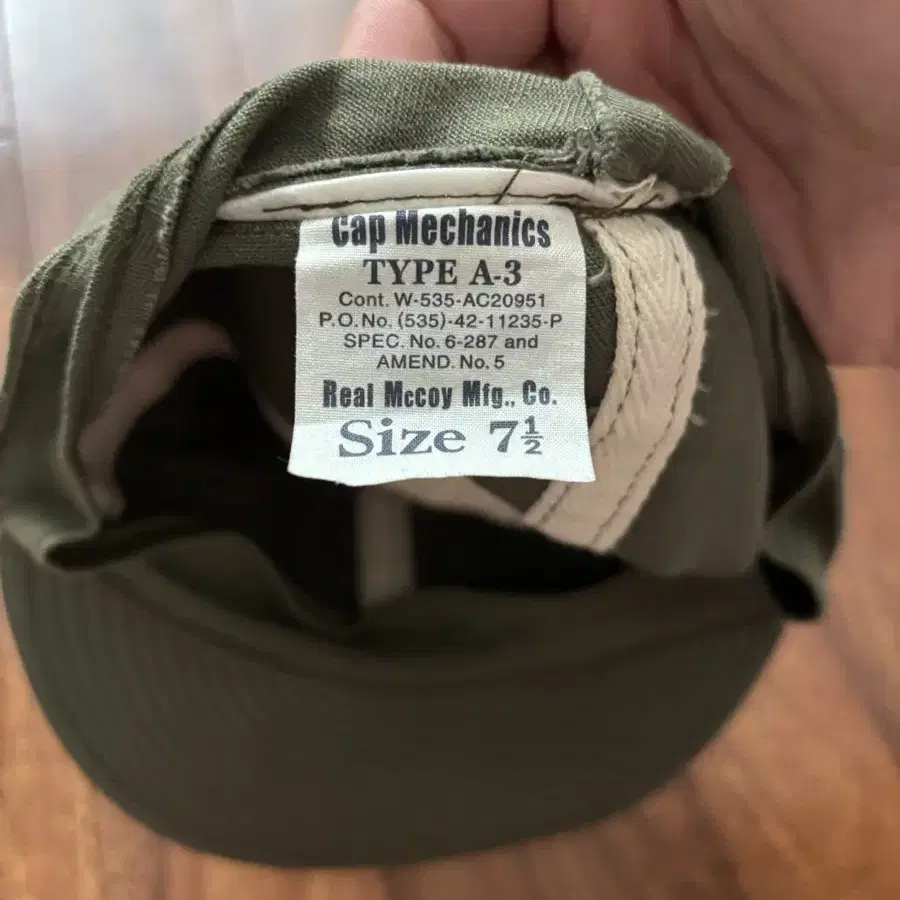 Cap Mechanics
TYPE A-3
Cont. W-535-AC20951
P.O.No. (535)-42-11235-P
SPEC. No. 6-287 and
AMEND. No. 5
Real McCoy Mfg., Co.
Size 7½